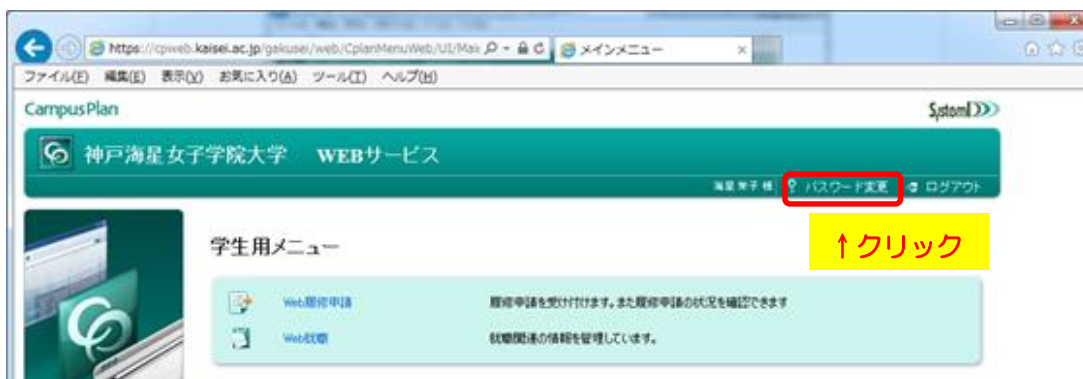 https://cpweb.kaisei.ac.jp/gakusei/web/CplanMenuWeb/UI/Mai
メインメニュー
ファイル(F) 編集(E) 表示(V) お気に入り(A) ツール(T) ヘルプ(H)
CampusPlan
SystemD
神戸海星女子学院大学 WEBサービス
パスワード変更 ログアウト
↑クリック
学生用メニュー
Web履修申請 履修申請を受け付けます。また履修申請の状況を確認できます
Web就職 就職関連の情報を管理しています。